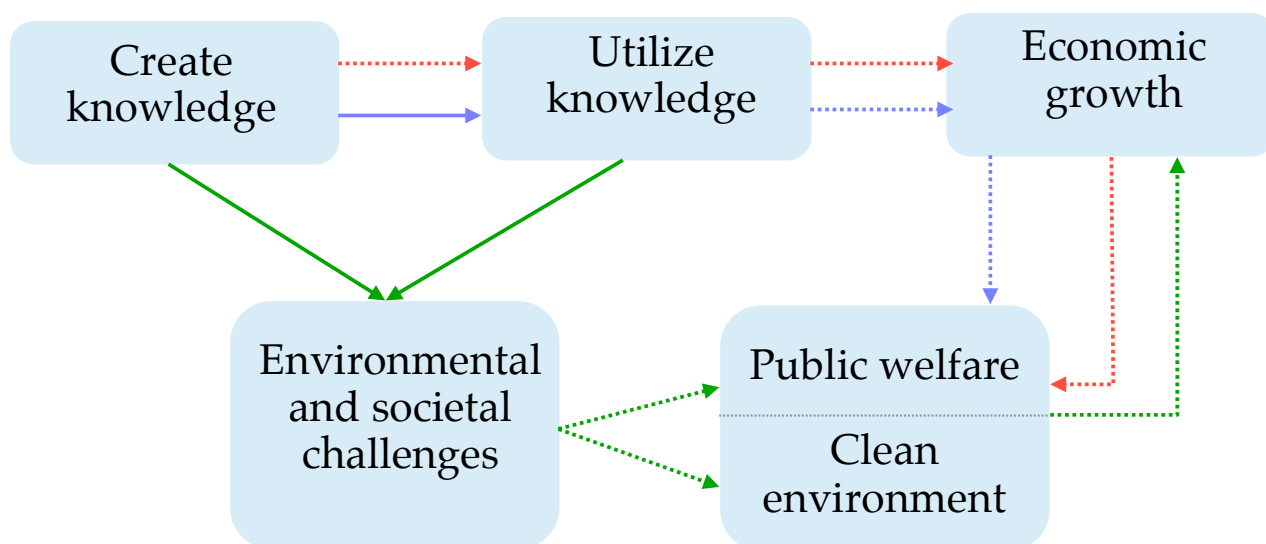 Create
knowledge
Utilize
knowledge
Economic
growth
Environmental
and societal
challenges
Public welfare
Clean
environment